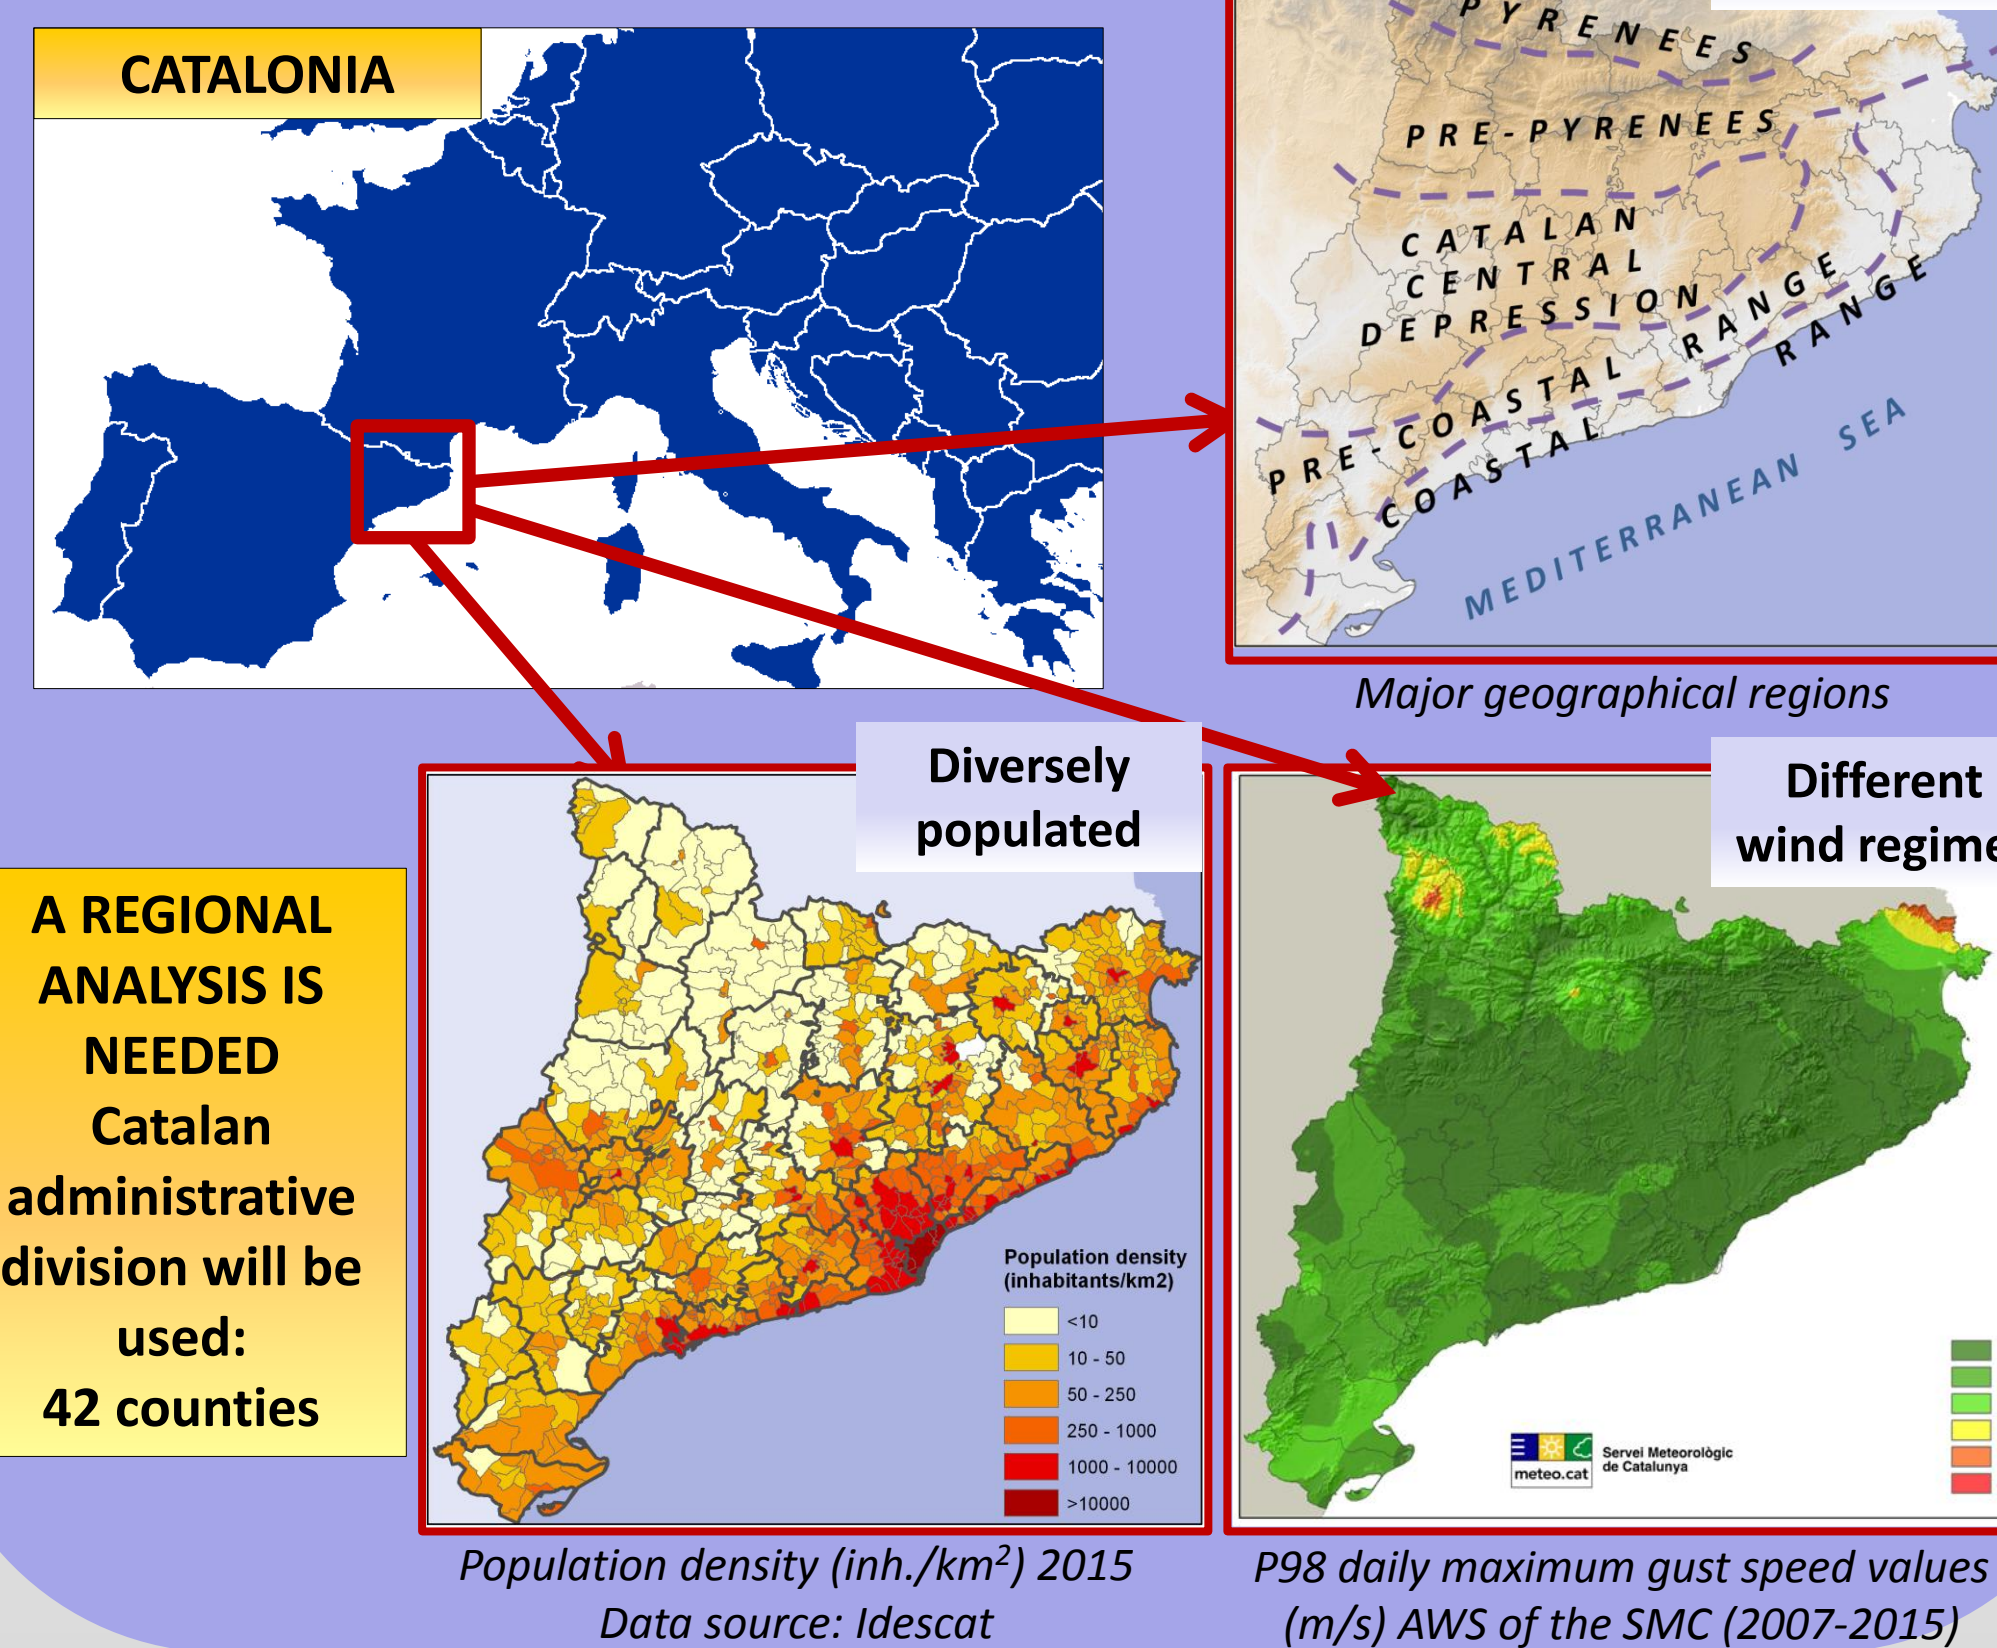 CATALONIA
PYRENEES
PRE-PYRENEES
CATALAN
CENTRAL
DEPRESSION
PRE-COASTAL RANGE
COASTAL RANGE
MEDITERRANEAN SEA
Major geographical regions
Diversely
populated
Different
wind regime
A REGIONAL
ANALYSIS IS
NEEDED
Catalan
administrative
division will be
used:
42 counties
Population density
(inhabitants/km2)
<10
10 - 50
50 - 250
250 - 1000
1000 - 10000
>10000
meteo.cat
Servei Meteorològic
de Catalunya
Population density (inh./km²) 2015
Data source: Idescat
P98 daily maximum gust speed values
(m/s) AWS of the SMC (2007-2015)